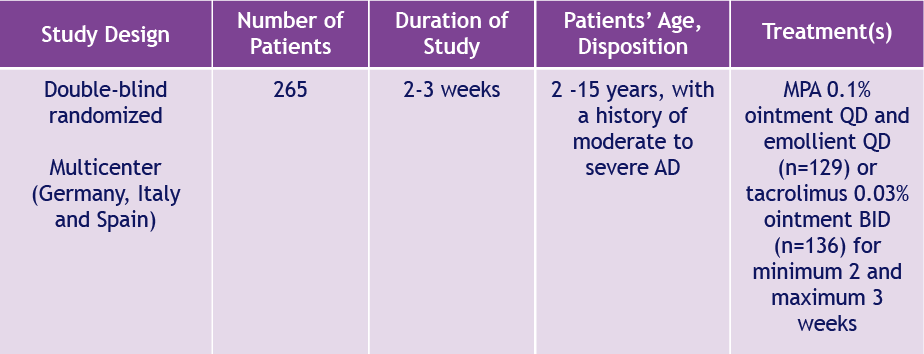 Study Design
Number of
Patients
Duration of
Study
Patients’ Age,
Disposition
Treatment(s)
Double-blind
randomized
Multicenter
(Germany, Italy
and Spain)
265
2-3 weeks
2 -15 years, with
a history of
moderate to
severe AD
MPA 0.1%
ointment QD and
emollient QD
(n=129) or
tacrolimus 0.03%
ointment BID
(n=136) for
minimum 2 and
maximum 3
weeks